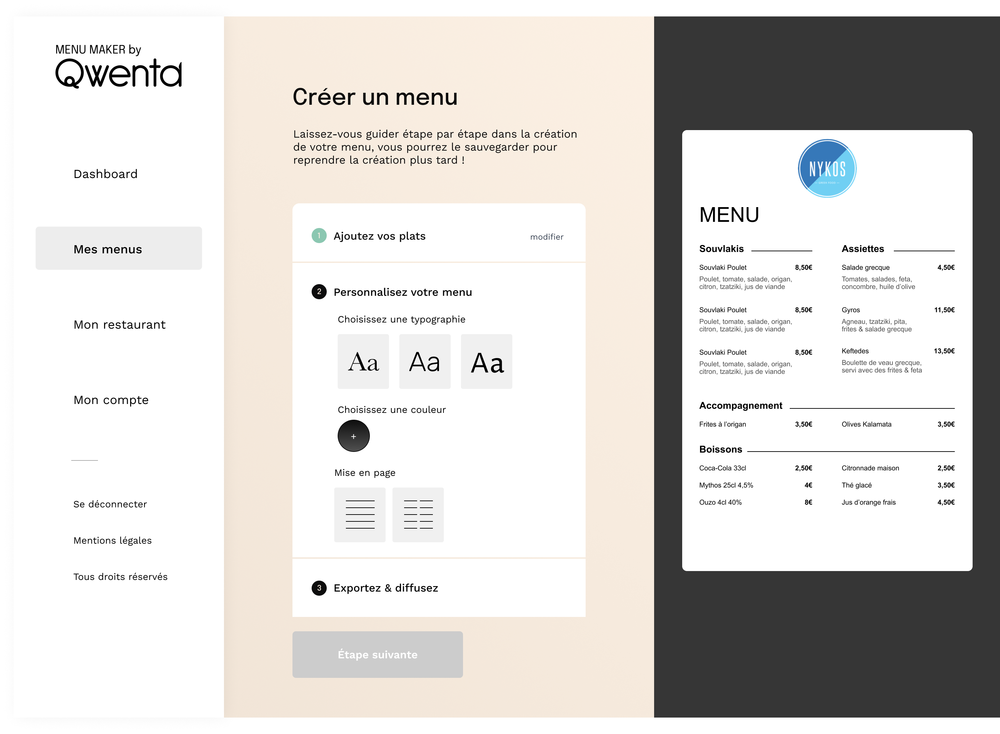 MENU MAKER by
Qwenta
Dashboard
Mes menus
Mon restaurant
Mon compte
Se déconnecter
Mentions légales
Tous droits réservés
Créer un menu
Laissez-vous guider étape par étape dans la création
de votre menu, vous pourrez le sauvegarder pour
reprendre la création plus tard !
1 Ajoutez vos plats modifier
2 Personnalisez votre menu
Choisissez une typographie
Aa Aa Aa
Choisissez une couleur
+
Mise en page
3 Exportez & diffusez
Étape suivante
NYKOS
— GREEK FOOD —
MENU
Souvlakis
Souvlaki Poulet 8,50€
Poulet, tomate, salade, origan,
citron, tzatziki, jus de viande
Souvlaki Poulet 8,50€
Poulet, tomate, salade, origan,
citron, tzatziki, jus de viande
Souvlaki Poulet 8,50€
Poulet, tomate, salade, origan,
citron, tzatziki, jus de viande
Assiettes
Salade grecque 4,50€
Tomates, salades, feta,
concombre, huile d’olive
Gyros 11,50€
Agneau, tzatziki, pita,
frites & salade grecque
Keftedes 13,50€
Boulette de veau grecque,
servi avec des frites & feta
Accompagnement
Frites à l’origan 3,50€
Olives Kalamata 3,50€
Boissons
Coca-Cola 33cl 2,50€
Mythos 25cl 4,5% 4€
Ouzo 4cl 40% 8€
Citronnade maison 2,50€
Thé glacé 3,50€
Jus d’orange frais 4,50€